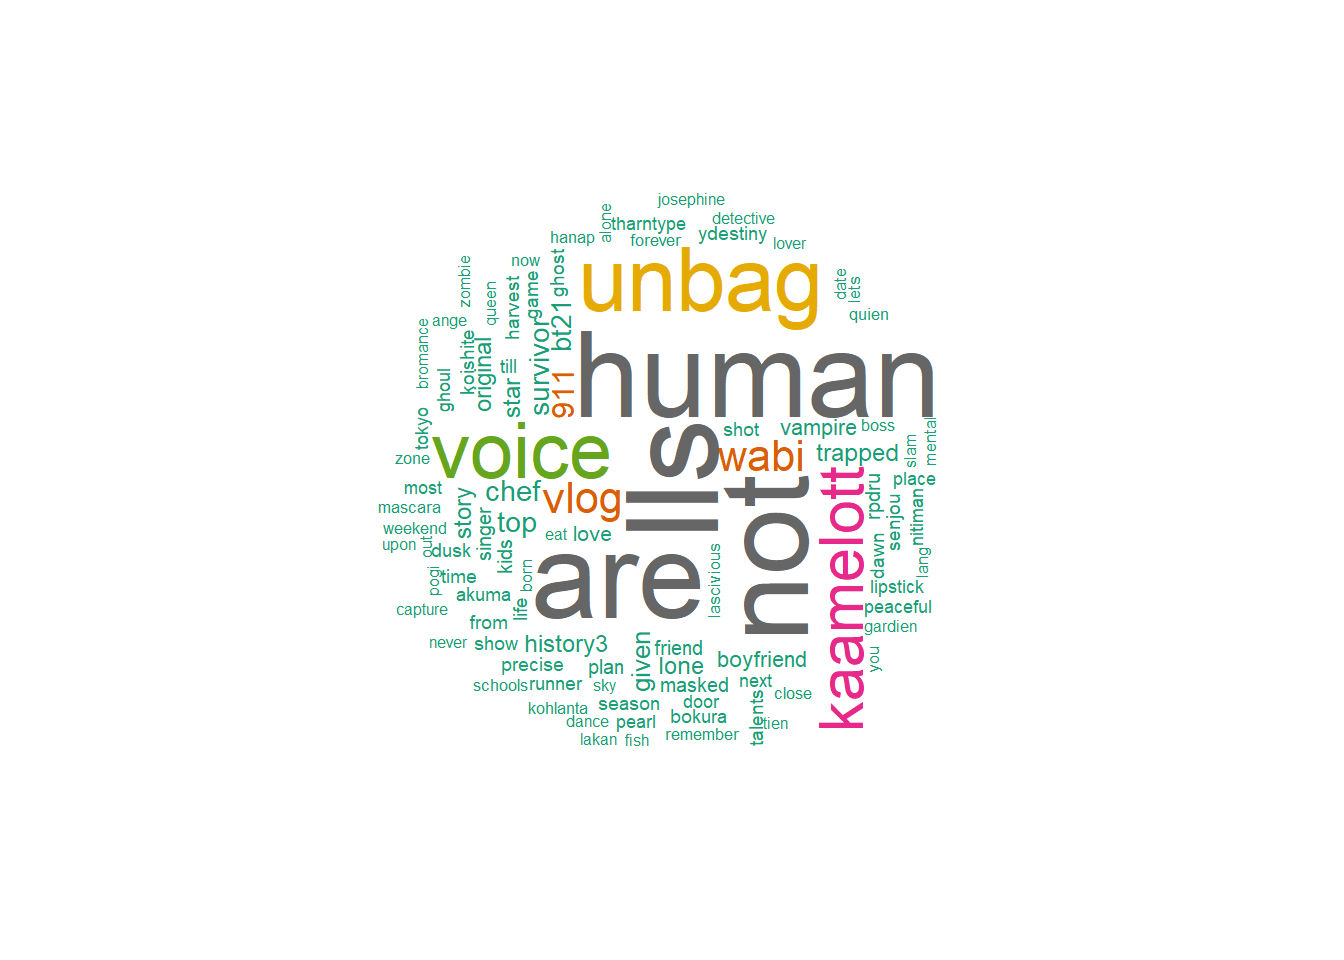 josephine
alone
tharntype
detective
hanap
forever
ydestiny
lover
now
ghost
unbag
zombie
queen
harvest
game
date
lets
ange
bt21
quien
bromance
koishite
original
till
survivor
human
ghoul
star
911
tokyo
voice
lls
shot
vampire
boss
slam
mental
zone
wabi
trapped
most
chef
vlog
not
kaamelott
rpdru
place
mascara
story
top
senjou
nitiman
weekend
singer
eat
love
upon
out
dusk
kids
are
dawn
lang
pogi
time
born
lascivious
lipstick
akuma
capture
life
peaceful
from
gardien
never
show
history3
given
friend
you
precise
plan
lone
boyfriend
schools
runner
sky
masked
next
kohlanta
season
door
talents
close
dance
pearl
bokura
tien
lakan
fish
remember